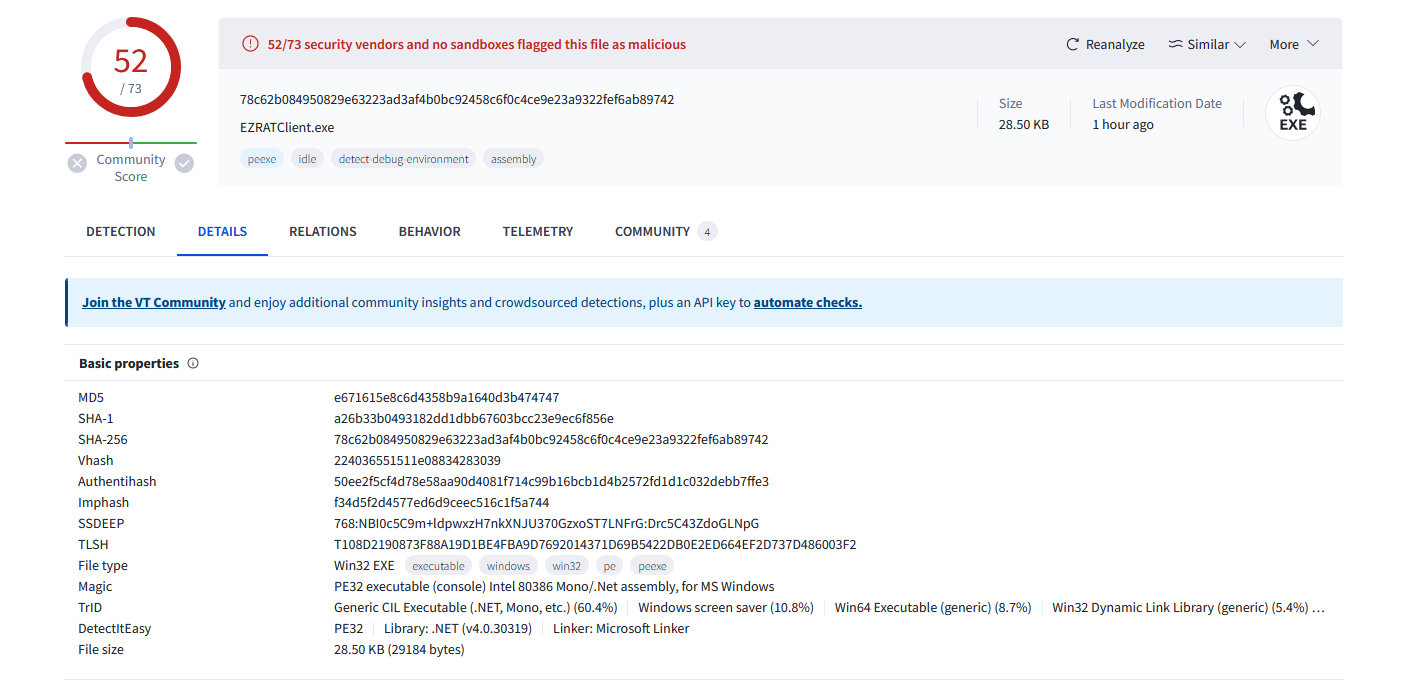 52
/ 73
Community
Score
52/73 security vendors and no sandboxes flagged this file as malicious
Reanalyze Similar More
78c62b084950829e63223ad3af4b0bc92458c6f0c4ce9e23a9322fef6ab89742
EZRATClient.exe
peexe idle detect-debug-environment assembly
Size
28.50 KB
Last Modification Date
1 hour ago
EXE
DETECTION DETAILS RELATIONS BEHAVIOR TELEMETRY COMMUNITY 4
Join the VT Community and enjoy additional community insights and crowdsourced detections, plus an API key to automate checks.
Basic properties
MD5 e671615e8c6d4358b9a1640d3b474747
SHA-1 a26b33b0493182dd1dbb67603bcc23e9ec6f856e
SHA-256 78c62b084950829e63223ad3af4b0bc92458c6f0c4ce9e23a9322fef6ab89742
Vhash 224036551511e08834283039
Authentihash 50ee2f5cf4d78e58aa90d4081f714c99b16bcb1d4b2572fd1d1c032debb7ffe3
Imphash f34d5f2d4577ed6d9ceec516c1f5a744
SSDEEP 768:NBI0c5C9m+ldpwxzH7nkXNJU370GzxoST7LNFrG:Drc5C43ZdoGLNpG
TLSH T108D2190873F88A19D1BE4FBA9D7692014371D69B5422DB0E2ED664EF2D737D486003F2
File type Win32 EXE executable windows win32 pe peexe
Magic PE32 executable (console) Intel 80386 Mono/.Net assembly, for MS Windows
TrID Generic CIL Executable (.NET, Mono, etc.) (60.4%) Windows screen saver (10.8%) Win64 Executable (generic) (8.7%) Win32 Dynamic Link Library (generic) (5.4%) ...
DetectItEasy PE32 Library: .NET (v4.0.30319) Linker: Microsoft Linker
File size 28.50 KB (29184 bytes)